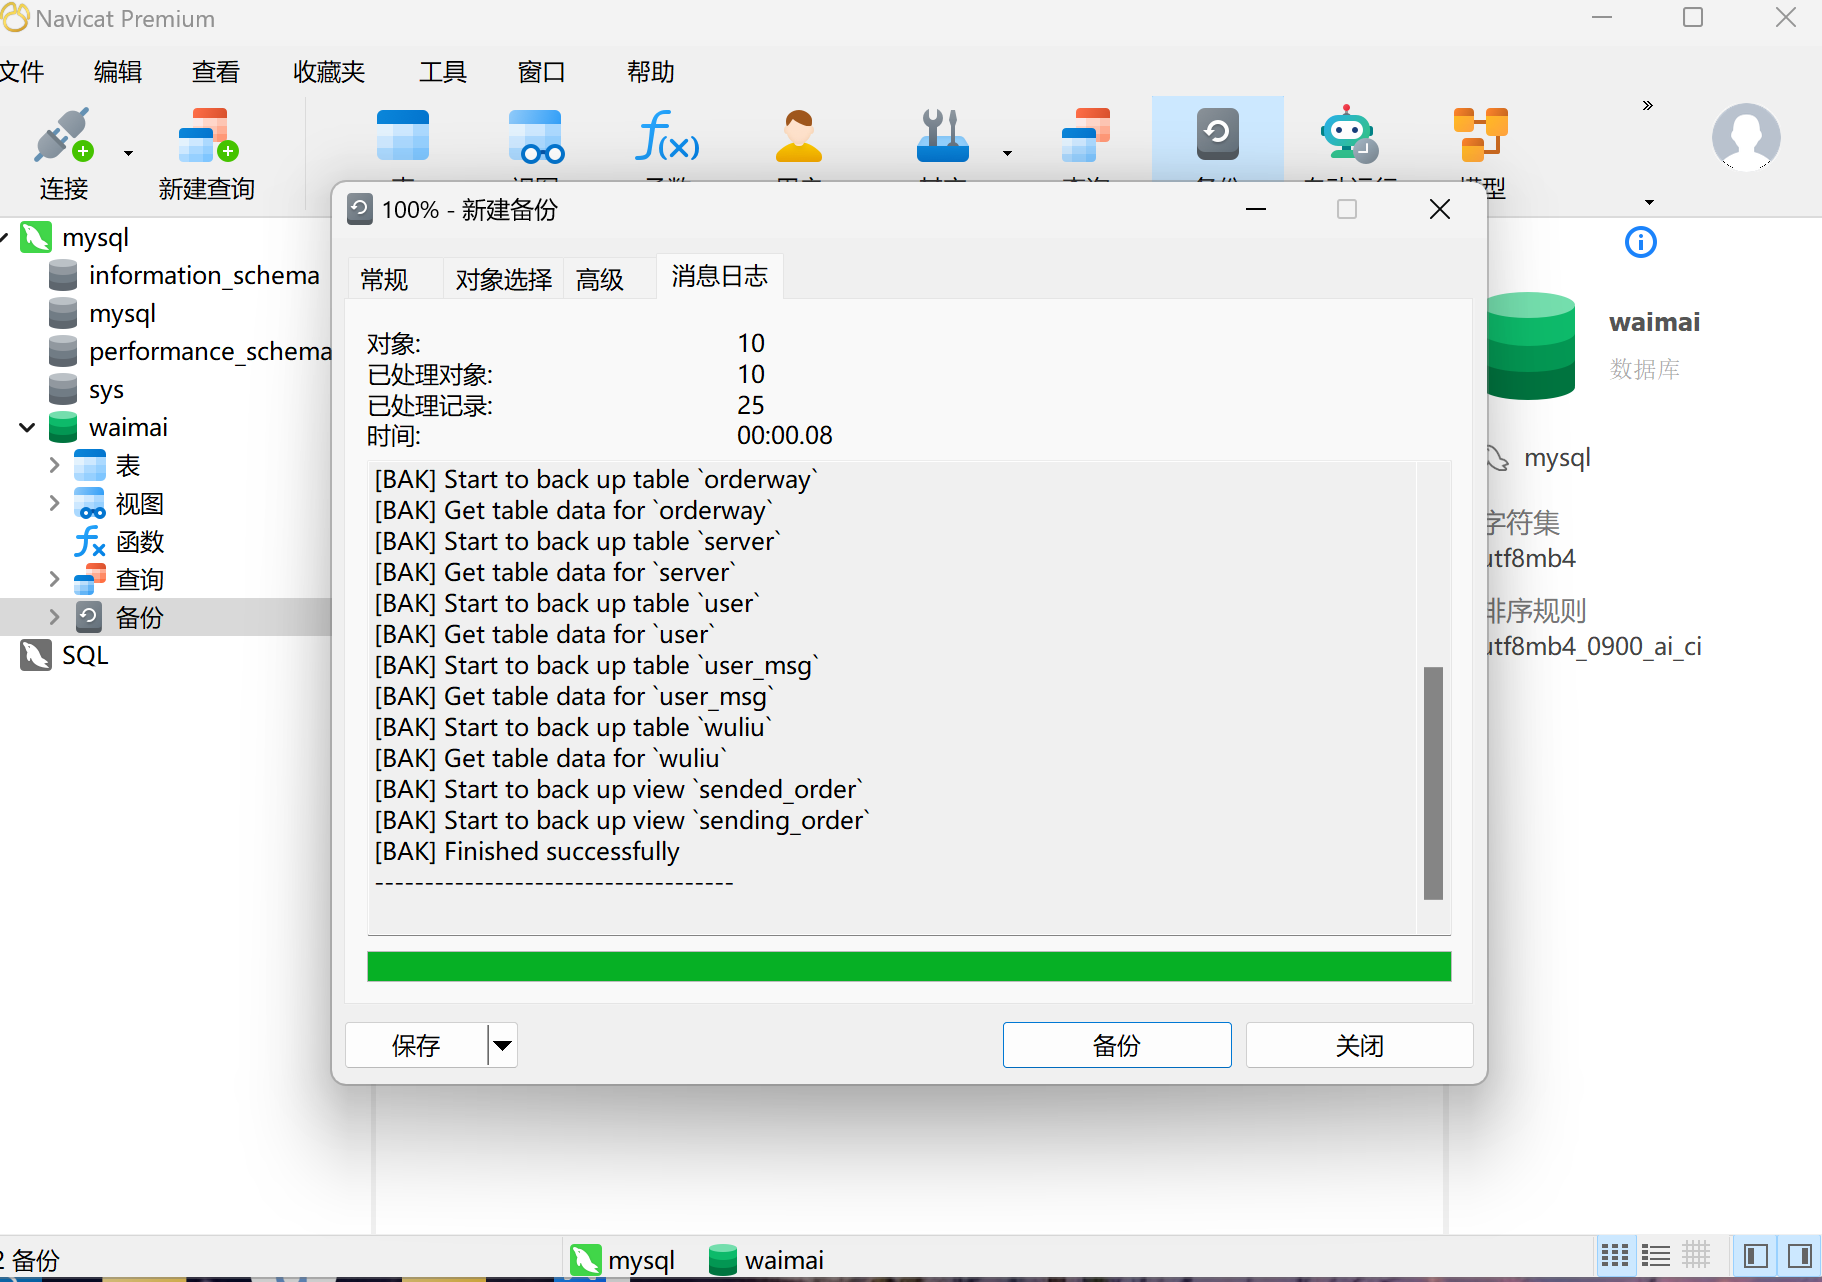 Navicat Premium
文件 编辑 查看 收藏夹 工具 窗口 帮助
连接 新建查询 模型
mysql
information_schema
mysql
performance_schema
sys
waimai
表
视图
函数
查询
备份
SQL
100% - 新建备份
常规 对象选择 高级 消息日志
对象: 10
已处理对象: 10
已处理记录: 25
时间: 00:00.08
[BAK] Start to back up table `orderway`
[BAK] Get table data for `orderway`
[BAK] Start to back up table `server`
[BAK] Get table data for `server`
[BAK] Start to back up table `user`
[BAK] Get table data for `user`
[BAK] Start to back up table `user_msg`
[BAK] Get table data for `user_msg`
[BAK] Start to back up table `wuliu`
[BAK] Get table data for `wuliu`
[BAK] Start to back up view `sended_order`
[BAK] Start to back up view `sending_order`
[BAK] Finished successfully
------------------------------------
保存 备份 关闭
waimai
数据库
mysql
字符集
utf8mb4
排序规则
utf8mb4_0900_ai_ci
2 备份 mysql waimai